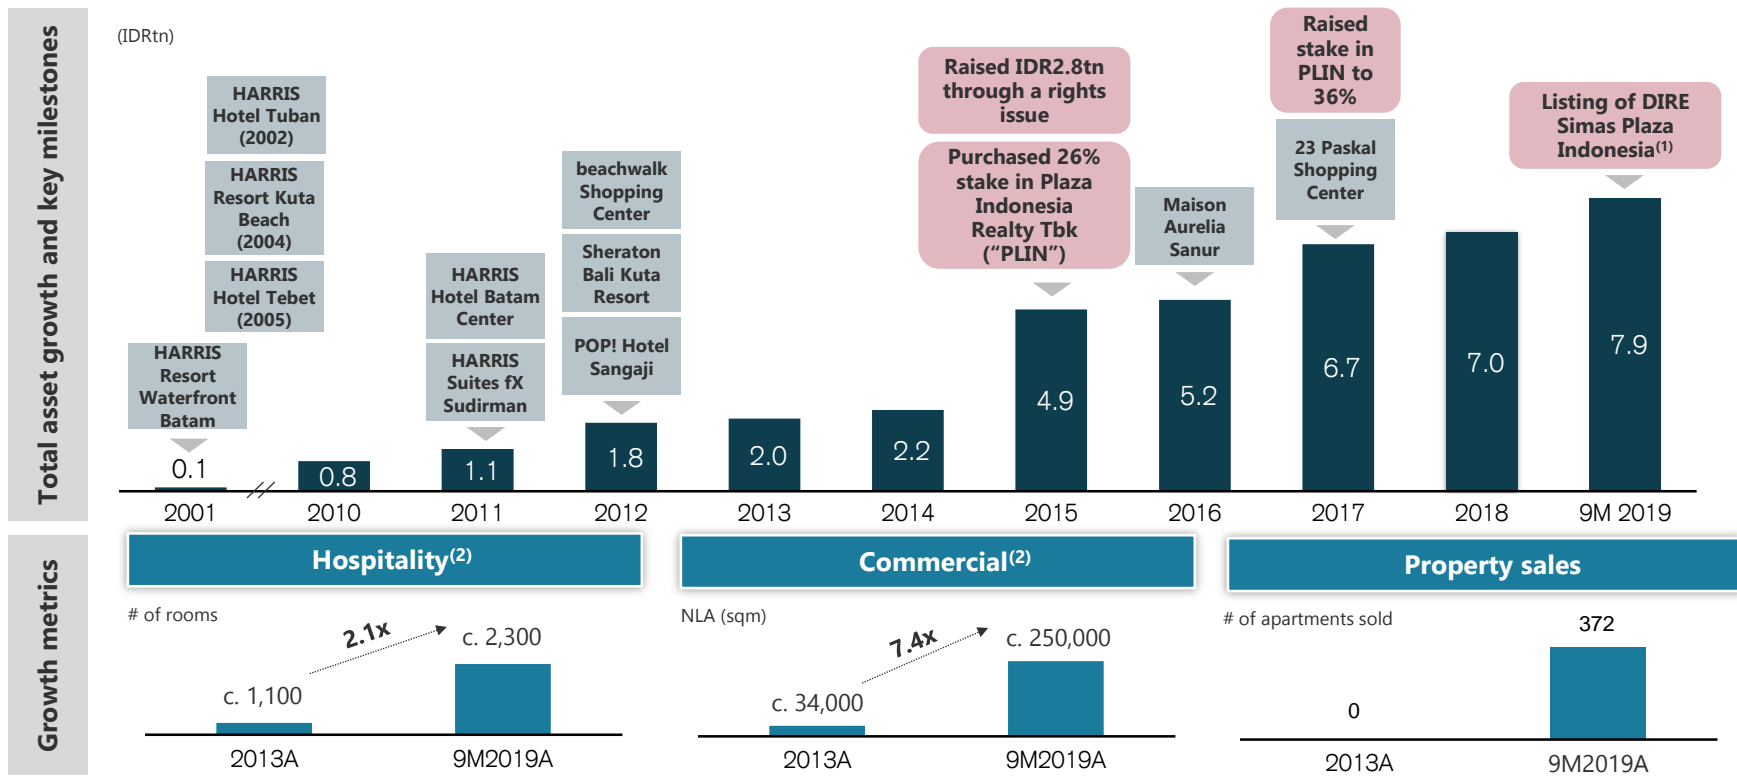 Total asset growth and key milestones
(IDRtn)
HARRIS
Hotel Tuban
(2002)
HARRIS
Resort Kuta
Beach
(2004)
HARRIS
Hotel Tebet
(2005)
HARRIS
Resort
Waterfront
Batam
HARRIS
Hotel Batam
Center
HARRIS
Suites fX
Sudirman
beachwalk
Shopping
Center
Sheraton
Bali Kuta
Resort
POP! Hotel
Sangaji
Raised IDR2.8tn
through a rights
issue
Purchased 26%
stake in Plaza
Indonesia
Realty Tbk
(“PLIN”)
Maison
Aurelia
Sanur
Raised
stake in
PLIN to
36%
23 Paskal
Shopping
Center
Listing of DIRE
Simas Plaza
Indonesia(1)
0.1
0.8
1.1
1.8
2.0
2.2
4.9
5.2
6.7
7.0
7.9
2001
2010
2011
2012
2013
2014
2015
2016
2017
2018
9M 2019
Growth metrics
Hospitality(2)
# of rooms
2.1x
c. 1,100
c. 2,300
2013A
9M2019A
Commercial(2)
NLA (sqm)
7.4x
c. 34,000
c. 250,000
2013A
9M2019A
Property sales
# of apartments sold
0
372
2013A
9M2019A